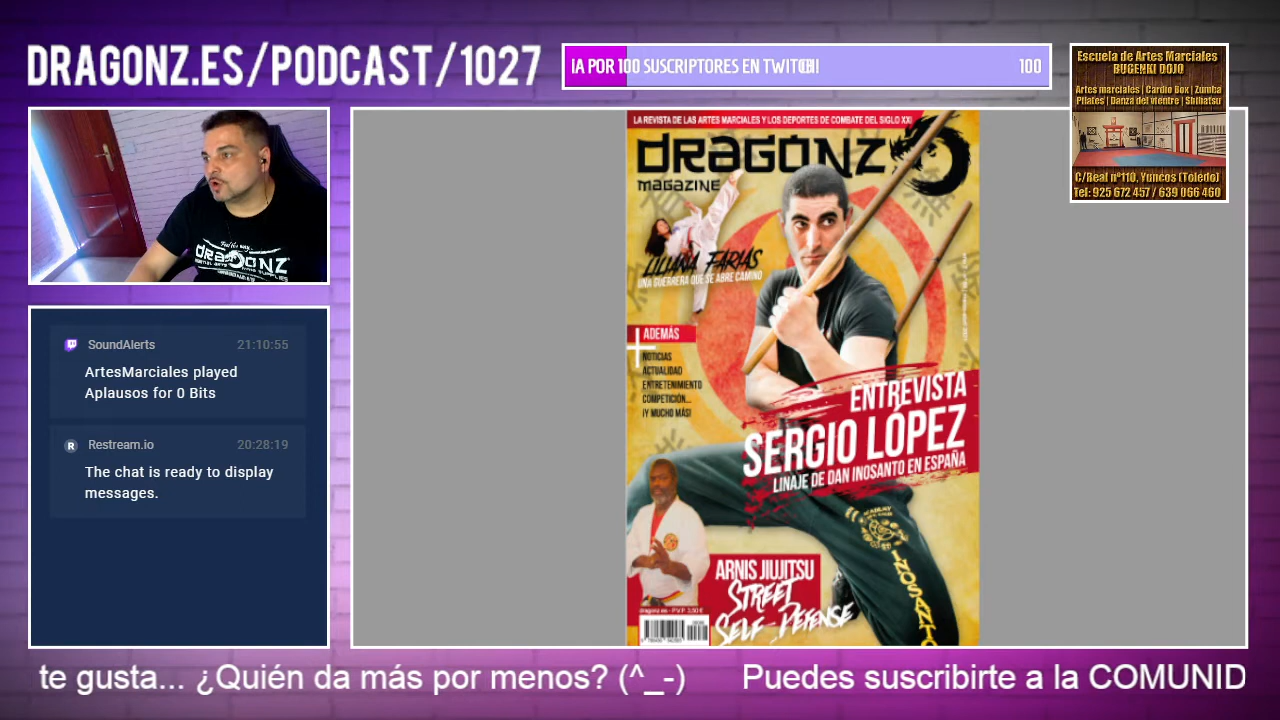 DRAGONZ.ES/PODCAST/1027
IA POR 100 SUSCRIPTORES EN TWITCH!
100
Escuela de Artes Marciales
BUGENKI DOJO
Artes marciales | Cardio Box | Zumba
Pilates | Danza del vientre | Shibatsu
C/Real nº110, Yuncos (Toledo)
Tel: 925 672 457 / 639 066 460
DRAGONZ
SoundAlerts
21:10:55
ArtesMarciales played
Aplausos for 0 Bits
Restream.io
20:28:19
The chat is ready to display
messages.
LA REVISTA DE LAS ARTES MARCIALES Y LOS DEPORTES DE COMBATE DEL SIGLO XXI
DRAGONZ
MAGAZINE
LILIANA FARIAS
UNA GUERRERA QUE SE ABRE CAMINO
ADEMÁS
NOTICIAS
ACTUALIDAD
ENTRETENIMIENTO
COMPETICIÓN...
¡Y MUCHO MÁS!
ENTREVISTA
SERGIO LÓPEZ
LINAJE DE DAN INOSANTO EN ESPAÑA
INOSANTO
ARNIS JIUJITSU
STREET
SELF-DEFENSE
dragonz.es - P.V.P. 3,50 €
te gusta... ¿Quién da más por menos? (^_-)
Puedes suscribirte a la COMUNID